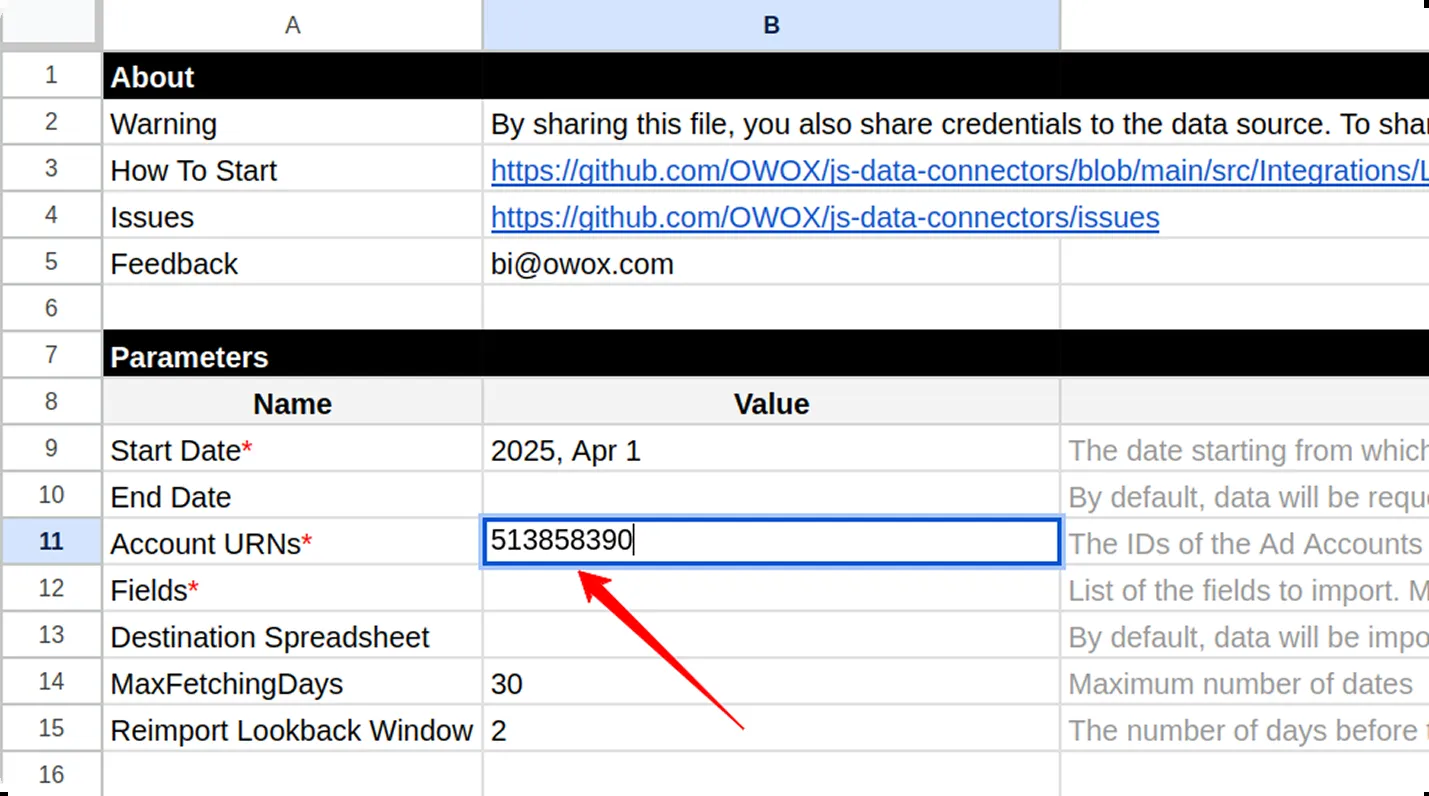 A B
1 About
2 Warning By sharing this file, you also share credentials to the data source. To
3 How To Start https://github.com/OWOX/js-data-connectors/blob/main/src/Integrations/
4 Issues https://github.com/OWOX/js-data-connectors/issues
5 Feedback bi@owox.com
6
7 Parameters
8 Name Value
9 Start Date* 2025, Apr 1 The date starting from which
10 End Date By default, data will be
11 Account URNs* 513858390 The IDs of the Ad Accounts
12 Fields* List of the fields to import.
13 Destination Spreadsheet By default, data will be
14 MaxFetchingDays 30 Maximum number of dates
15 Reimport Lookback Window 2 The number of days before
16